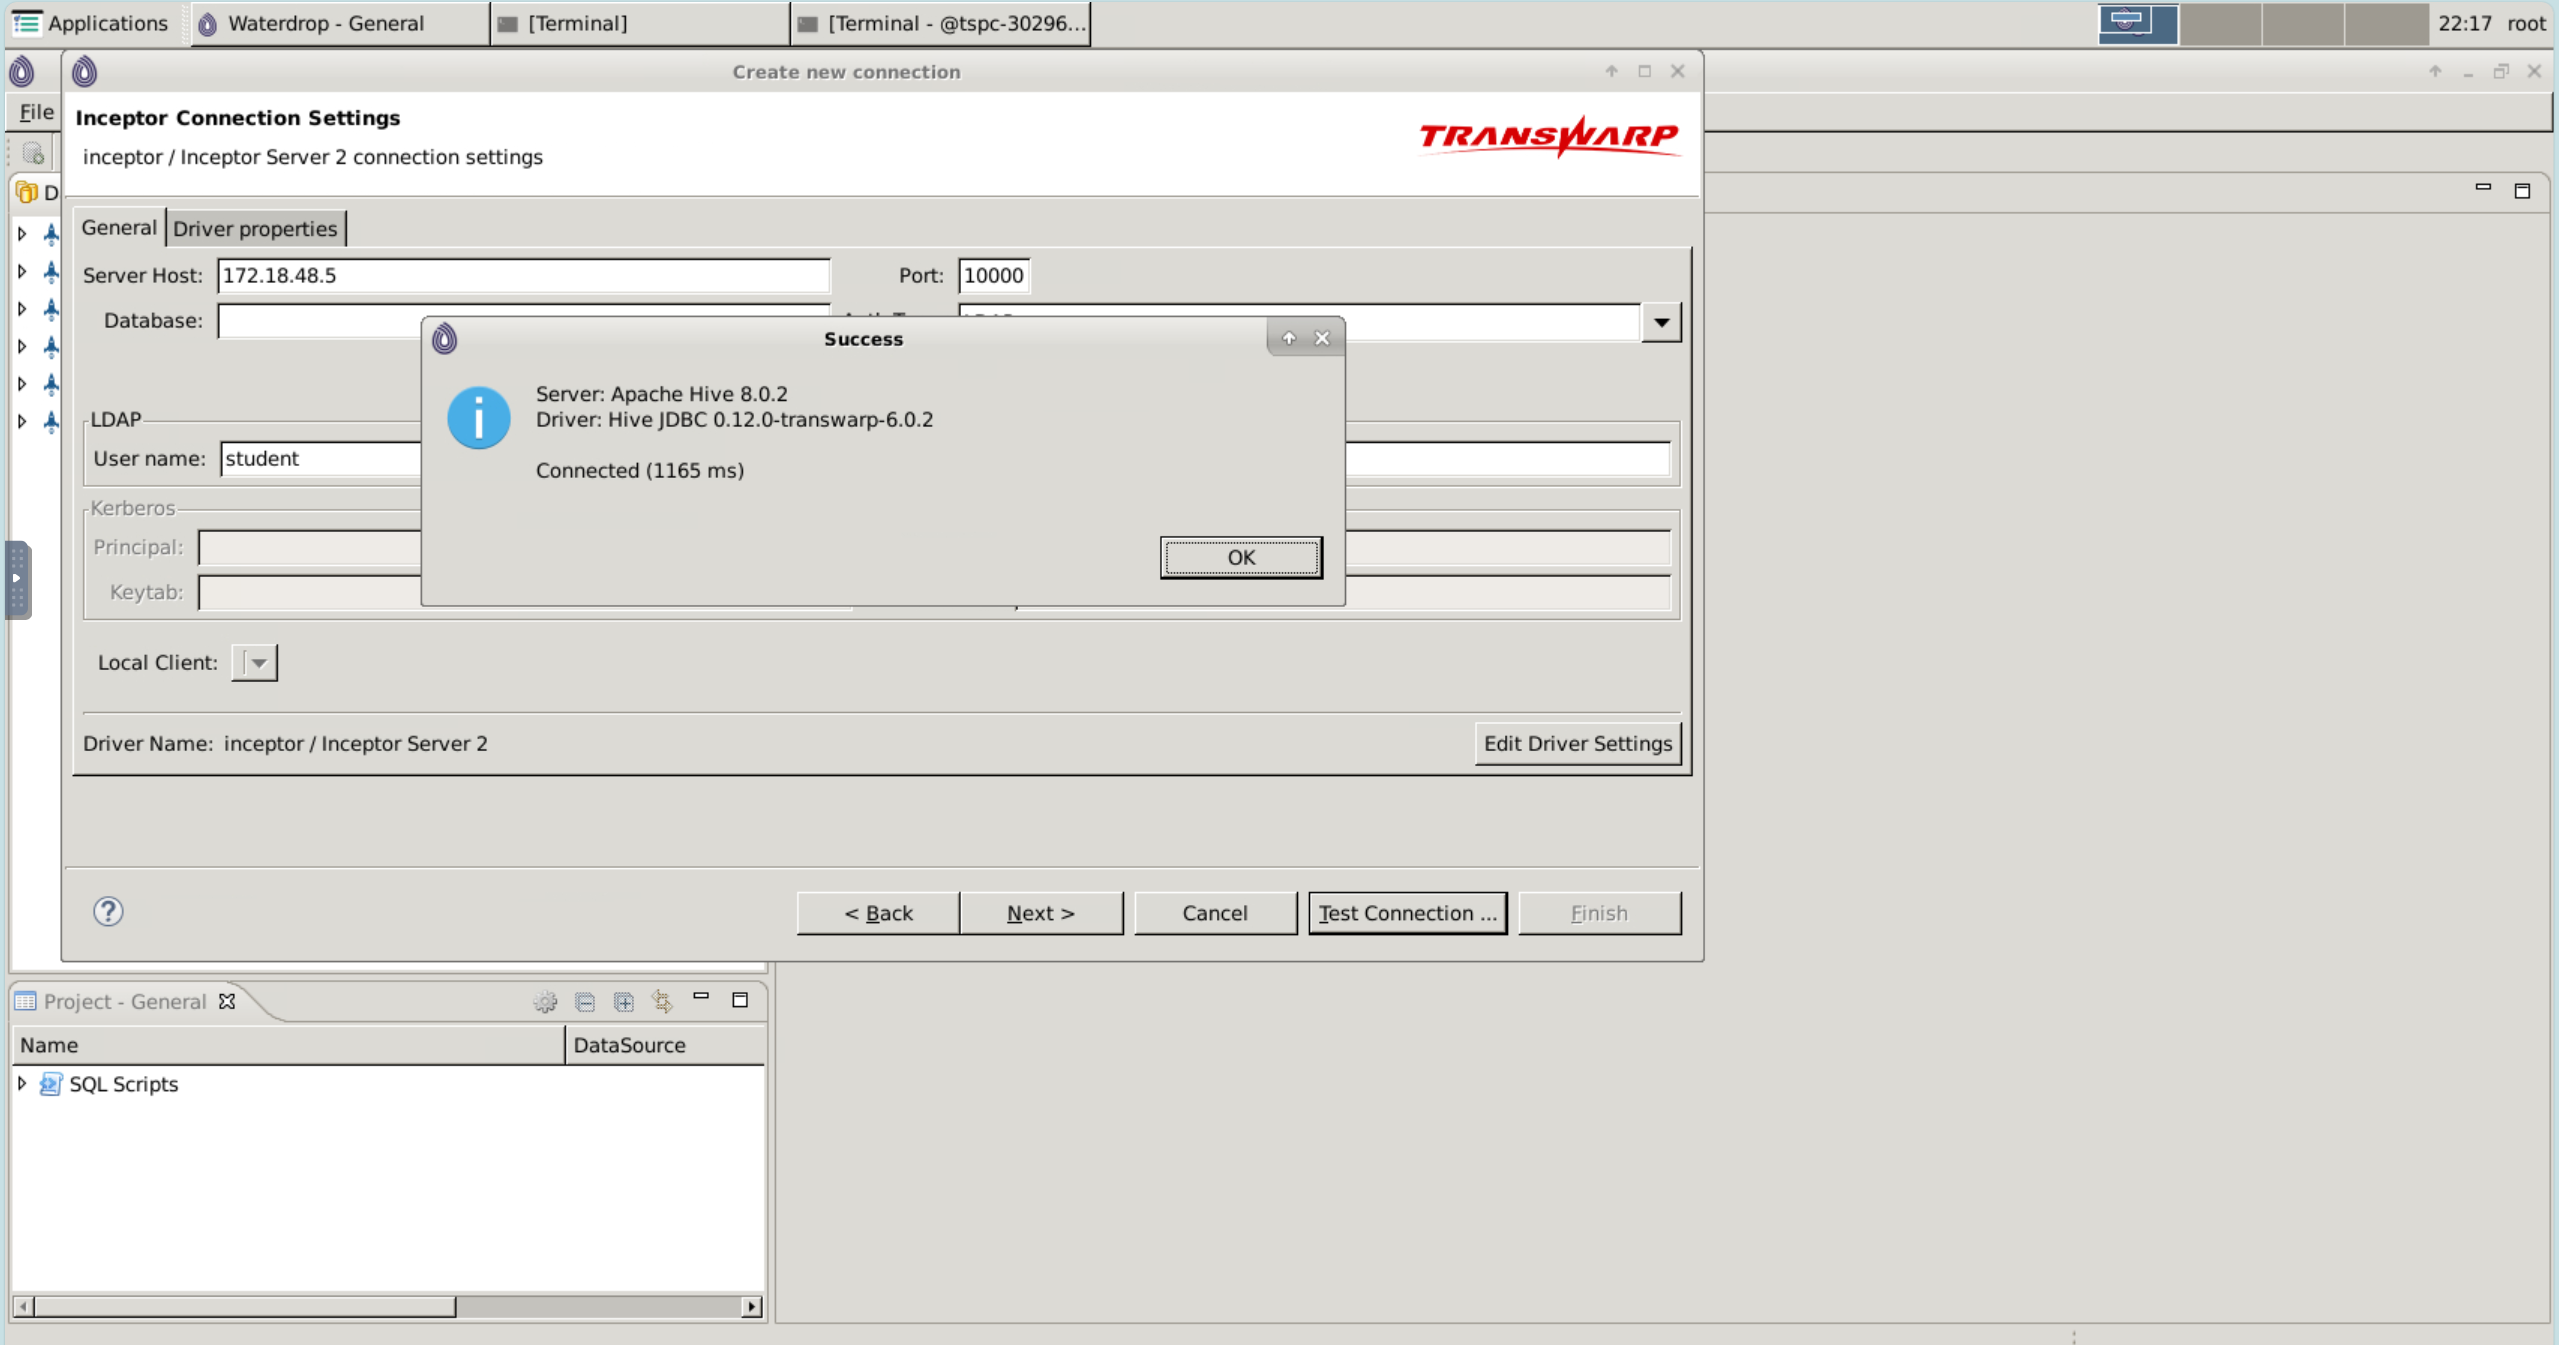 Applications
Waterdrop - General
[Terminal]
[Terminal - @tspc-30296...
22:17 root
Create new connection
File
Inceptor Connection Settings
inceptor / Inceptor Server 2 connection settings
TRANSWARP
D
General
Driver properties
Server Host: 172.18.48.5
Port: 10000
Database:
Success
Server: Apache Hive 8.0.2
Driver: Hive JDBC 0.12.0-transwarp-6.0.2
Connected (1165 ms)
OK
LDAP
User name: student
Kerberos
Principal:
Keytab:
Local Client:
Driver Name: inceptor / Inceptor Server 2
Edit Driver Settings
?
< Back
Next >
Cancel
Test Connection ...
Finish
Project - General
Name
DataSource
SQL Scripts